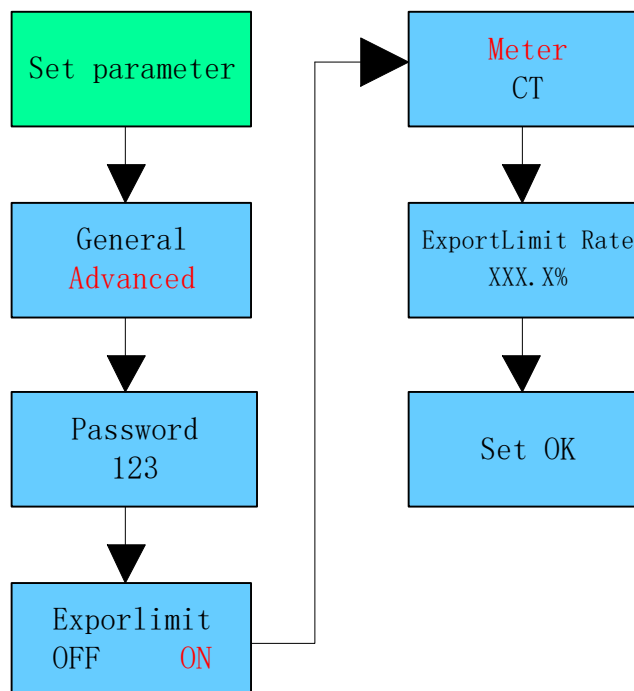 Set parameter
General
Advanced
Password
123
Exporlimit
OFF ON
Meter
CT
ExportLimit Rate
XXX.X%
Set OK